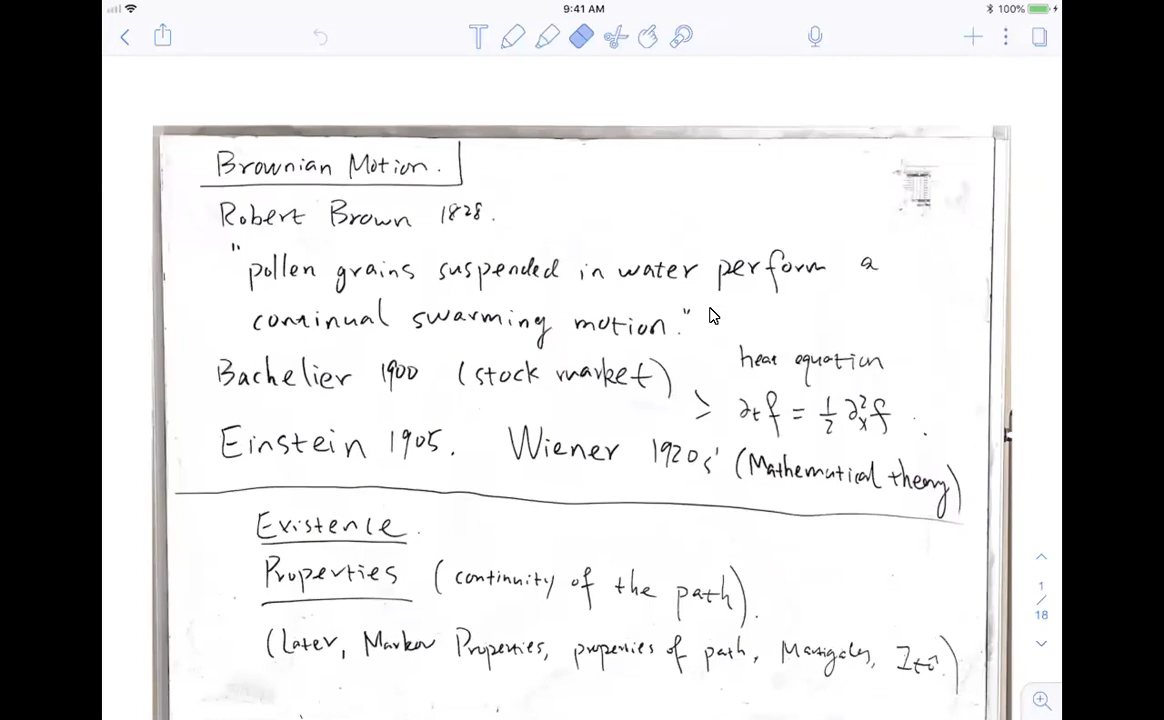 9:41 AM
100%
Brownian Motion.
Robert Brown 1828.
"pollen grains suspended in water perform a
continual swarming motion."
Bachelier 1900 (stock market)
heat equation
∂tf = 1/2 ∂x²f.
Einstein 1905. Wiener 1920s' (Mathematical theory)
Existence.
Properties (continuity of the path).
(Later, Markov Properties, properties of path, Martigales, Itô.)
1
/
18